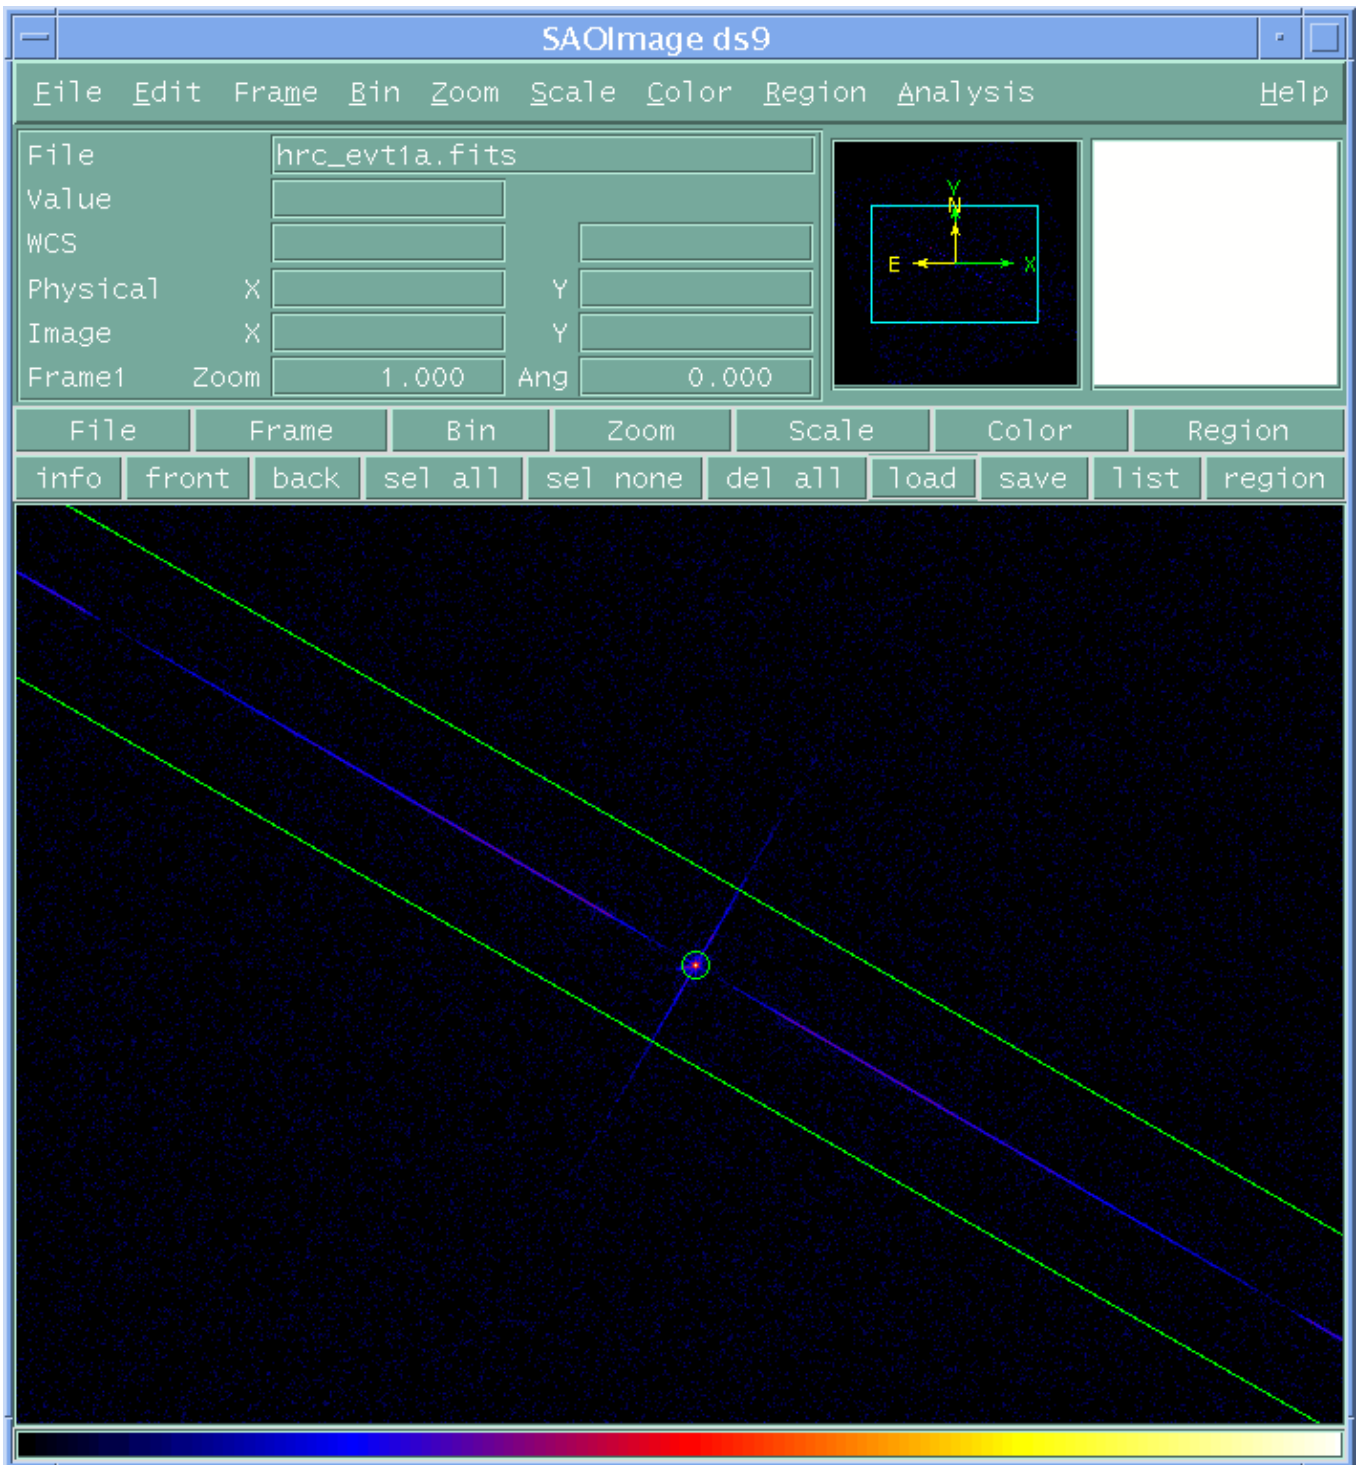 SAOImage ds9
File Edit Frame Bin Zoom Scale Color Region Analysis Help
File hrc_evt1a.fits
Value
WCS
Physical X Y
Image X Y
Frame1 Zoom 1.000 Ang 0.000
Y
N
E X
File Frame Bin Zoom Scale Color Region
info front back sel all sel none del all load save list region